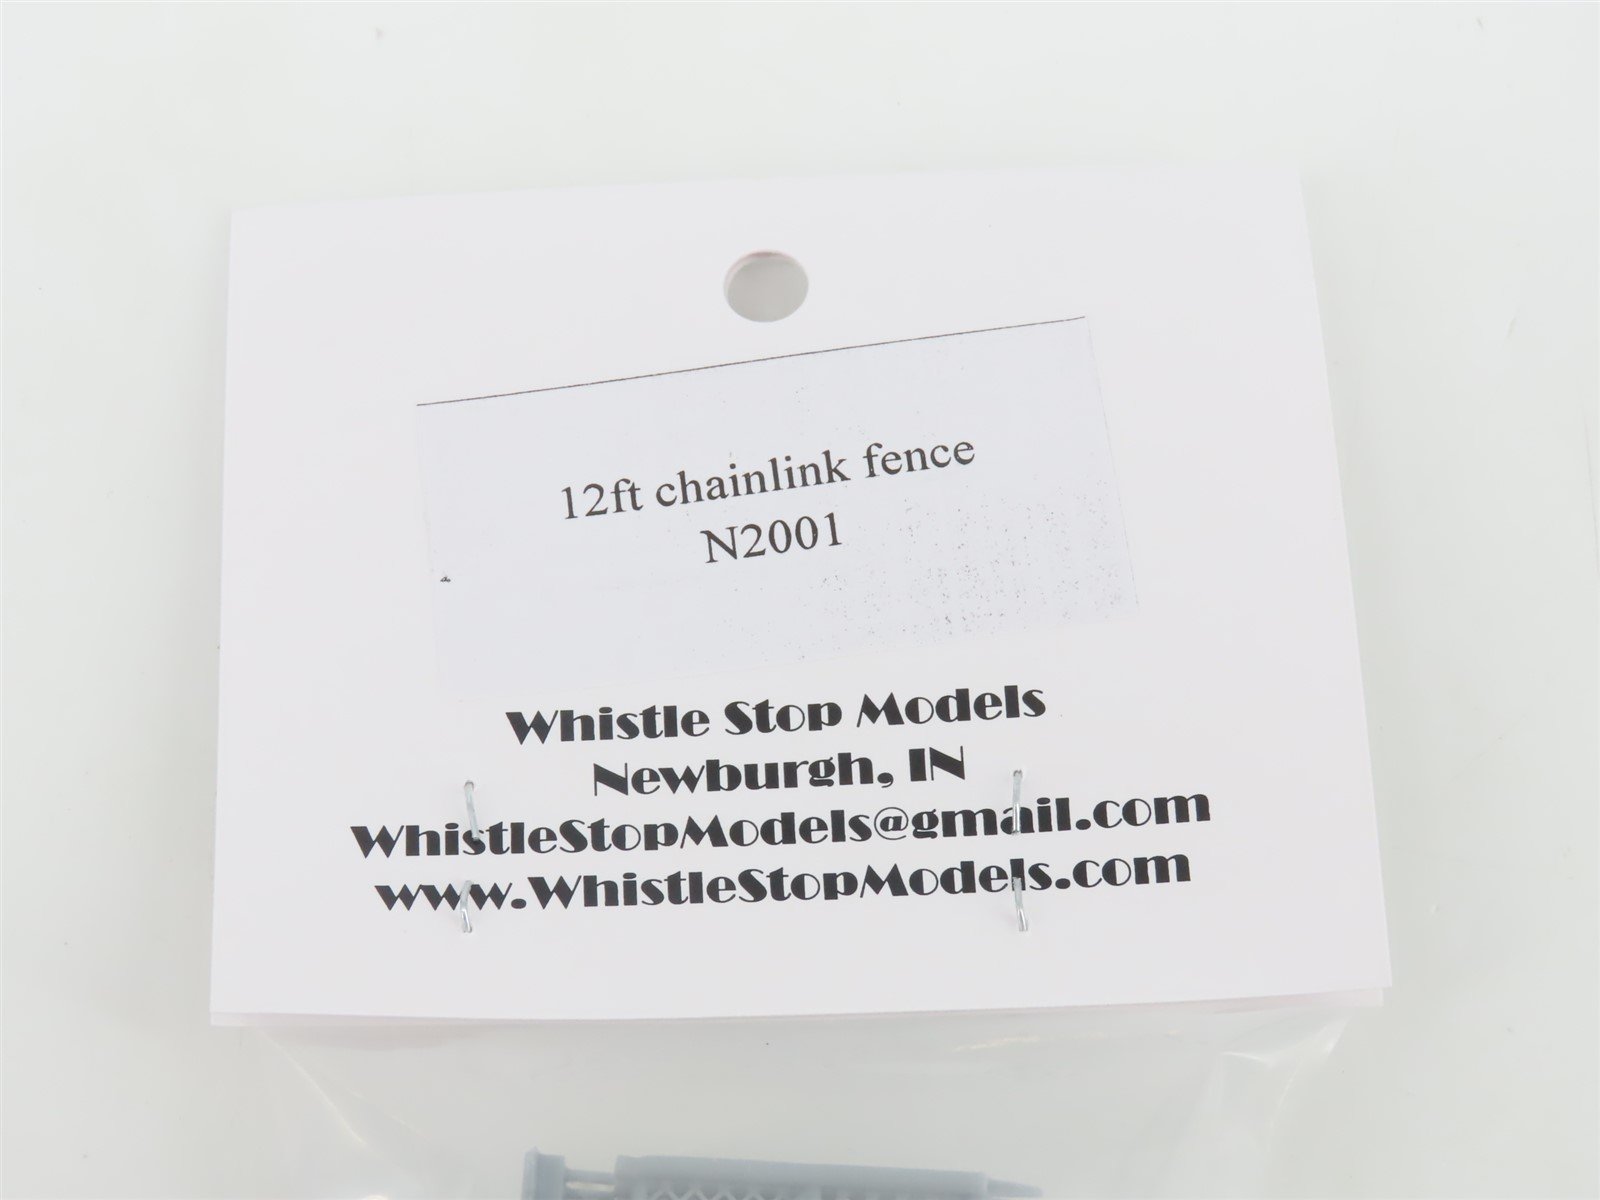 12ft chainlink fence
N2001
Whistle Stop Models
Newburgh, IN
WhistleStopModels@gmail.com
www.WhistleStopModels.com